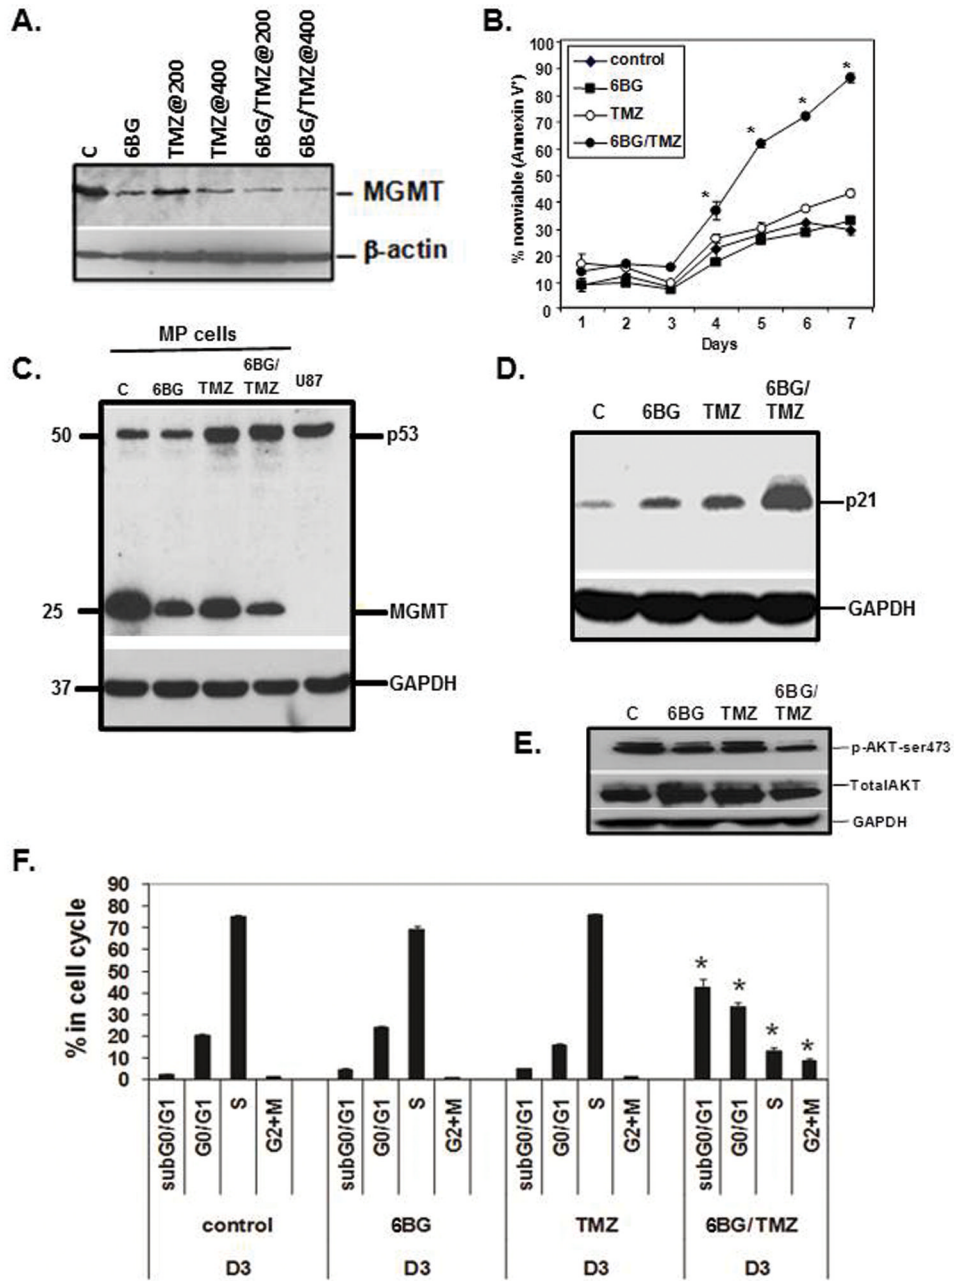 A.
C
6BG
TMZ@200
TMZ@400
6BG/TMZ@200
6BG/TMZ@400
MGMT
β-actin
B.
% nonviable (Annexin V⁺)
100
90
80
70
60
50
40
30
20
10
0
control
6BG
TMZ
6BG/TMZ
*
*
*
*
1 2 3 4 5 6 7
Days
C.
MP cells
C 6BG TMZ 6BG/TMZ U87
50
p53
25
MGMT
37
GAPDH
D.
C 6BG TMZ 6BG/TMZ
p21
GAPDH
E.
C 6BG TMZ 6BG/TMZ
p-AKT-ser473
TotalAKT
GAPDH
F.
% in cell cycle
90
80
70
60
50
40
30
20
10
0
* * * *
subG0/G1 G0/G1 S G2+M subG0/G1 G0/G1 S G2+M subG0/G1 G0/G1 S G2+M subG0/G1 G0/G1 S G2+M
control 6BG TMZ 6BG/TMZ
D3 D3 D3 D3